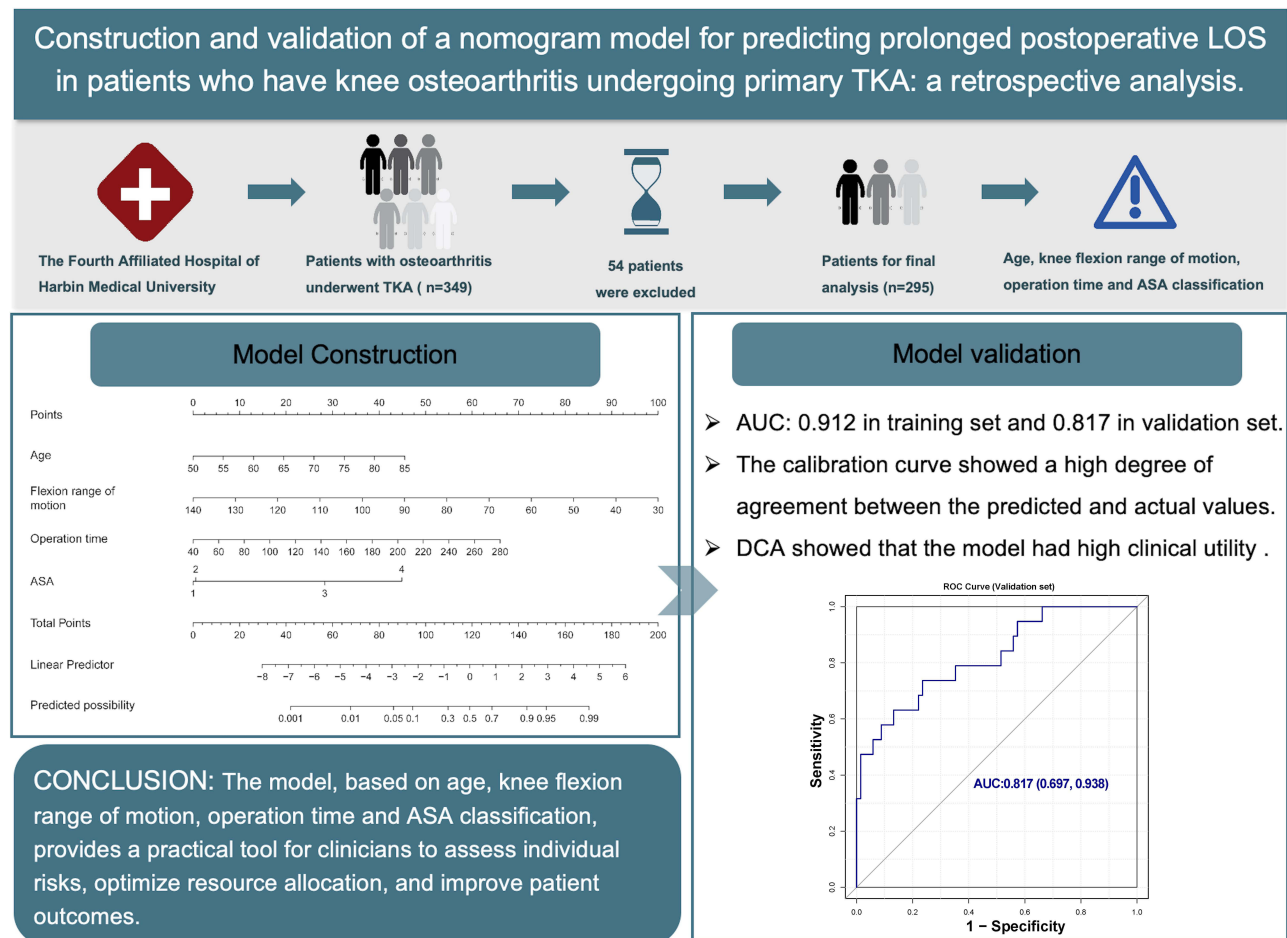 Construction and validation of a nomogram model for predicting prolonged postoperative LOS
in patients who have knee osteoarthritis undergoing primary TKA: a retrospective analysis.
The Fourth Affiliated Hospital of
Harbin Medical University
Patients with osteoarthritis
underwent TKA ( n=349)
54 patients
were excluded
Patients for final
analysis (n=295)
Age, knee flexion range of motion,
operation time and ASA classification
Model Construction
Points
0 10 20 30 40 50 60 70 80 90 100
Age
50 55 60 65 70 75 80 85
Flexion range of
motion
140 130 120 110 100 90 80 70 60 50 40 30
Operation time
40 60 80 100 120 140 160 180 200 220 240 260 280
2 4
ASA
1 3
Total Points
0 20 40 60 80 100 120 140 160 180 200
Linear Predictor
−8 −7 −6 −5 −4 −3 −2 −1 0 1 2 3 4 5 6
Predicted possibility
0.001 0.01 0.05 0.1 0.3 0.5 0.7 0.9 0.95 0.99
CONCLUSION: The model, based on age, knee flexion
range of motion, operation time and ASA classification,
provides a practical tool for clinicians to assess individual
risks, optimize resource allocation, and improve patient
outcomes.
Model validation
➢ AUC: 0.912 in training set and 0.817 in validation set.
➢ The calibration curve showed a high degree of
agreement between the predicted and actual values.
➢ DCA showed that the model had high clinical utility .
ROC Curve (Validation set)
Sensitivity
1.0
0.8
0.6
0.4
0.2
0.0
AUC:0.817 (0.697, 0.938)
0.0 0.2 0.4 0.6 0.8 1.0
1 − Specificity